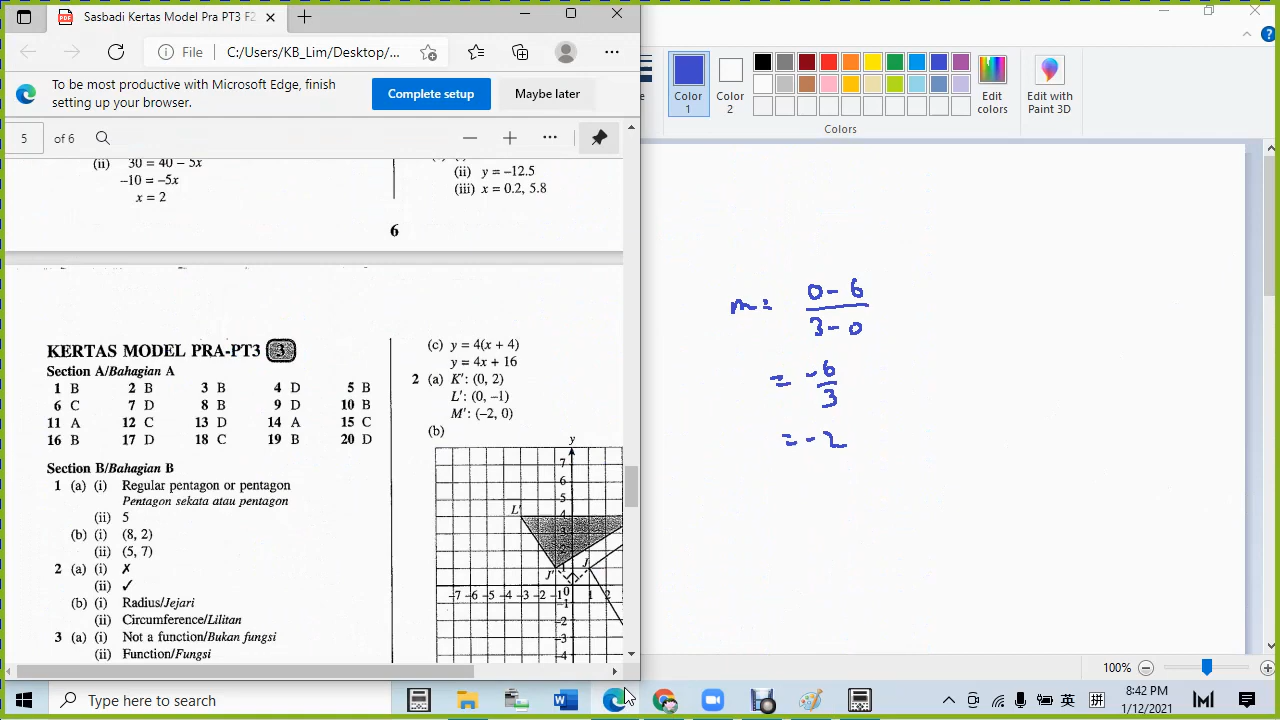 Sasbadi Kertas Model Pra PT3 F2
File C:/Users/KB_Lim/Desktop/...
To be most productive with Microsoft Edge, finish
setting up your browser.
Complete setup
Maybe later
5 of 6
(ii) 30 = 40 – 5x
–10 = –5x
x = 2
(ii) y = –12.5
(iii) x = 0.2, 5.8
6
KERTAS MODEL PRA-PT3 3
Section A/Bahagian A
1 B 2 B 3 B 4 D 5 B
6 C 7 D 8 B 9 D 10 B
11 A 12 C 13 D 14 A 15 C
16 B 17 D 18 C 19 B 20 D
Section B/Bahagian B
1 (a) (i) Regular pentagon or pentagon
Pentagon sekata atau pentagon
(ii) 5
(b) (i) (8, 2)
(ii) (5, 7)
2 (a) (i) ✗
(ii) ✓
(b) (i) Radius/Jejari
(ii) Circumference/Lilitan
3 (a) (i) Not a function/Bukan fungsi
(ii) Function/Fungsi
(c) y = 4(x + 4)
y = 4x + 16
2 (a) K': (0, 2)
L': (0, –1)
M': (–2, 0)
(b)
y
7
6
5
L'
4
3
2
1
J' J
–7 –6 –5 –4 –3 –2 –1 0 1 2
–1
–2
–3
–4
Color
1
Color
2
Edit
colors
Edit with
Paint 3D
Colors
m = 0 - 6
3 - 0
= -6
3
= -2
100%
Type here to search
英
拼
:42 PM
1/12/2021